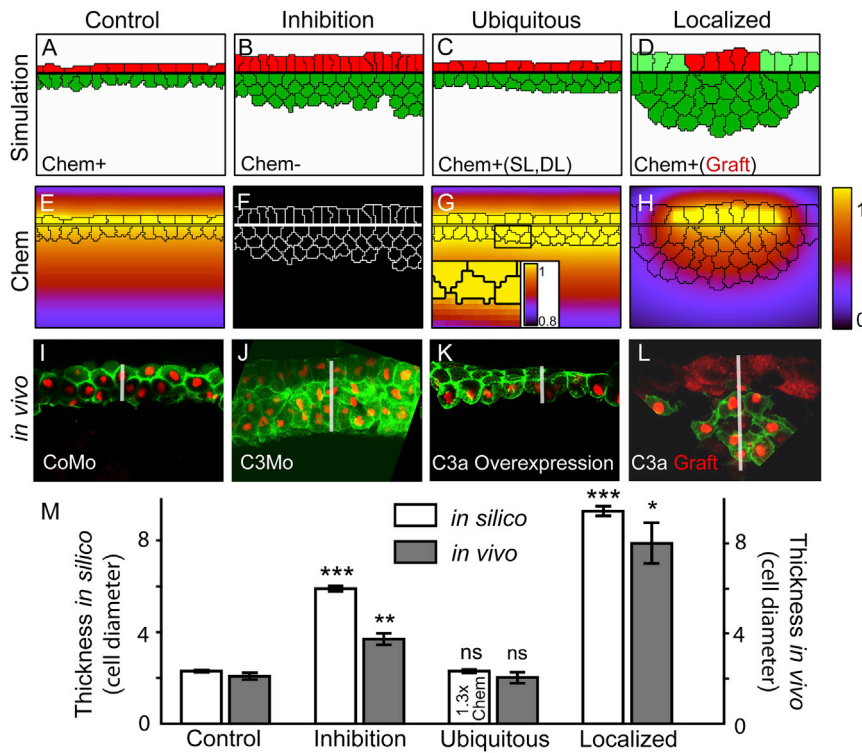 Control Inhibition Ubiquitous Localized
Simulation
A B C D
Chem+ Chem- Chem+(SL,DL) Chem+(Graft)
Chem
E F G H
1
0.8
1
0
in vivo
I J K L
CoMo C3Mo C3a Overexpression C3a Graft
M
in silico
in vivo
Thickness in silico
(cell diameter)
8
4
0
Thickness in vivo
(cell diameter)
8
4
0
*** ** ns ns *** *
1.3x
Chem
Control Inhibition Ubiquitous Localized